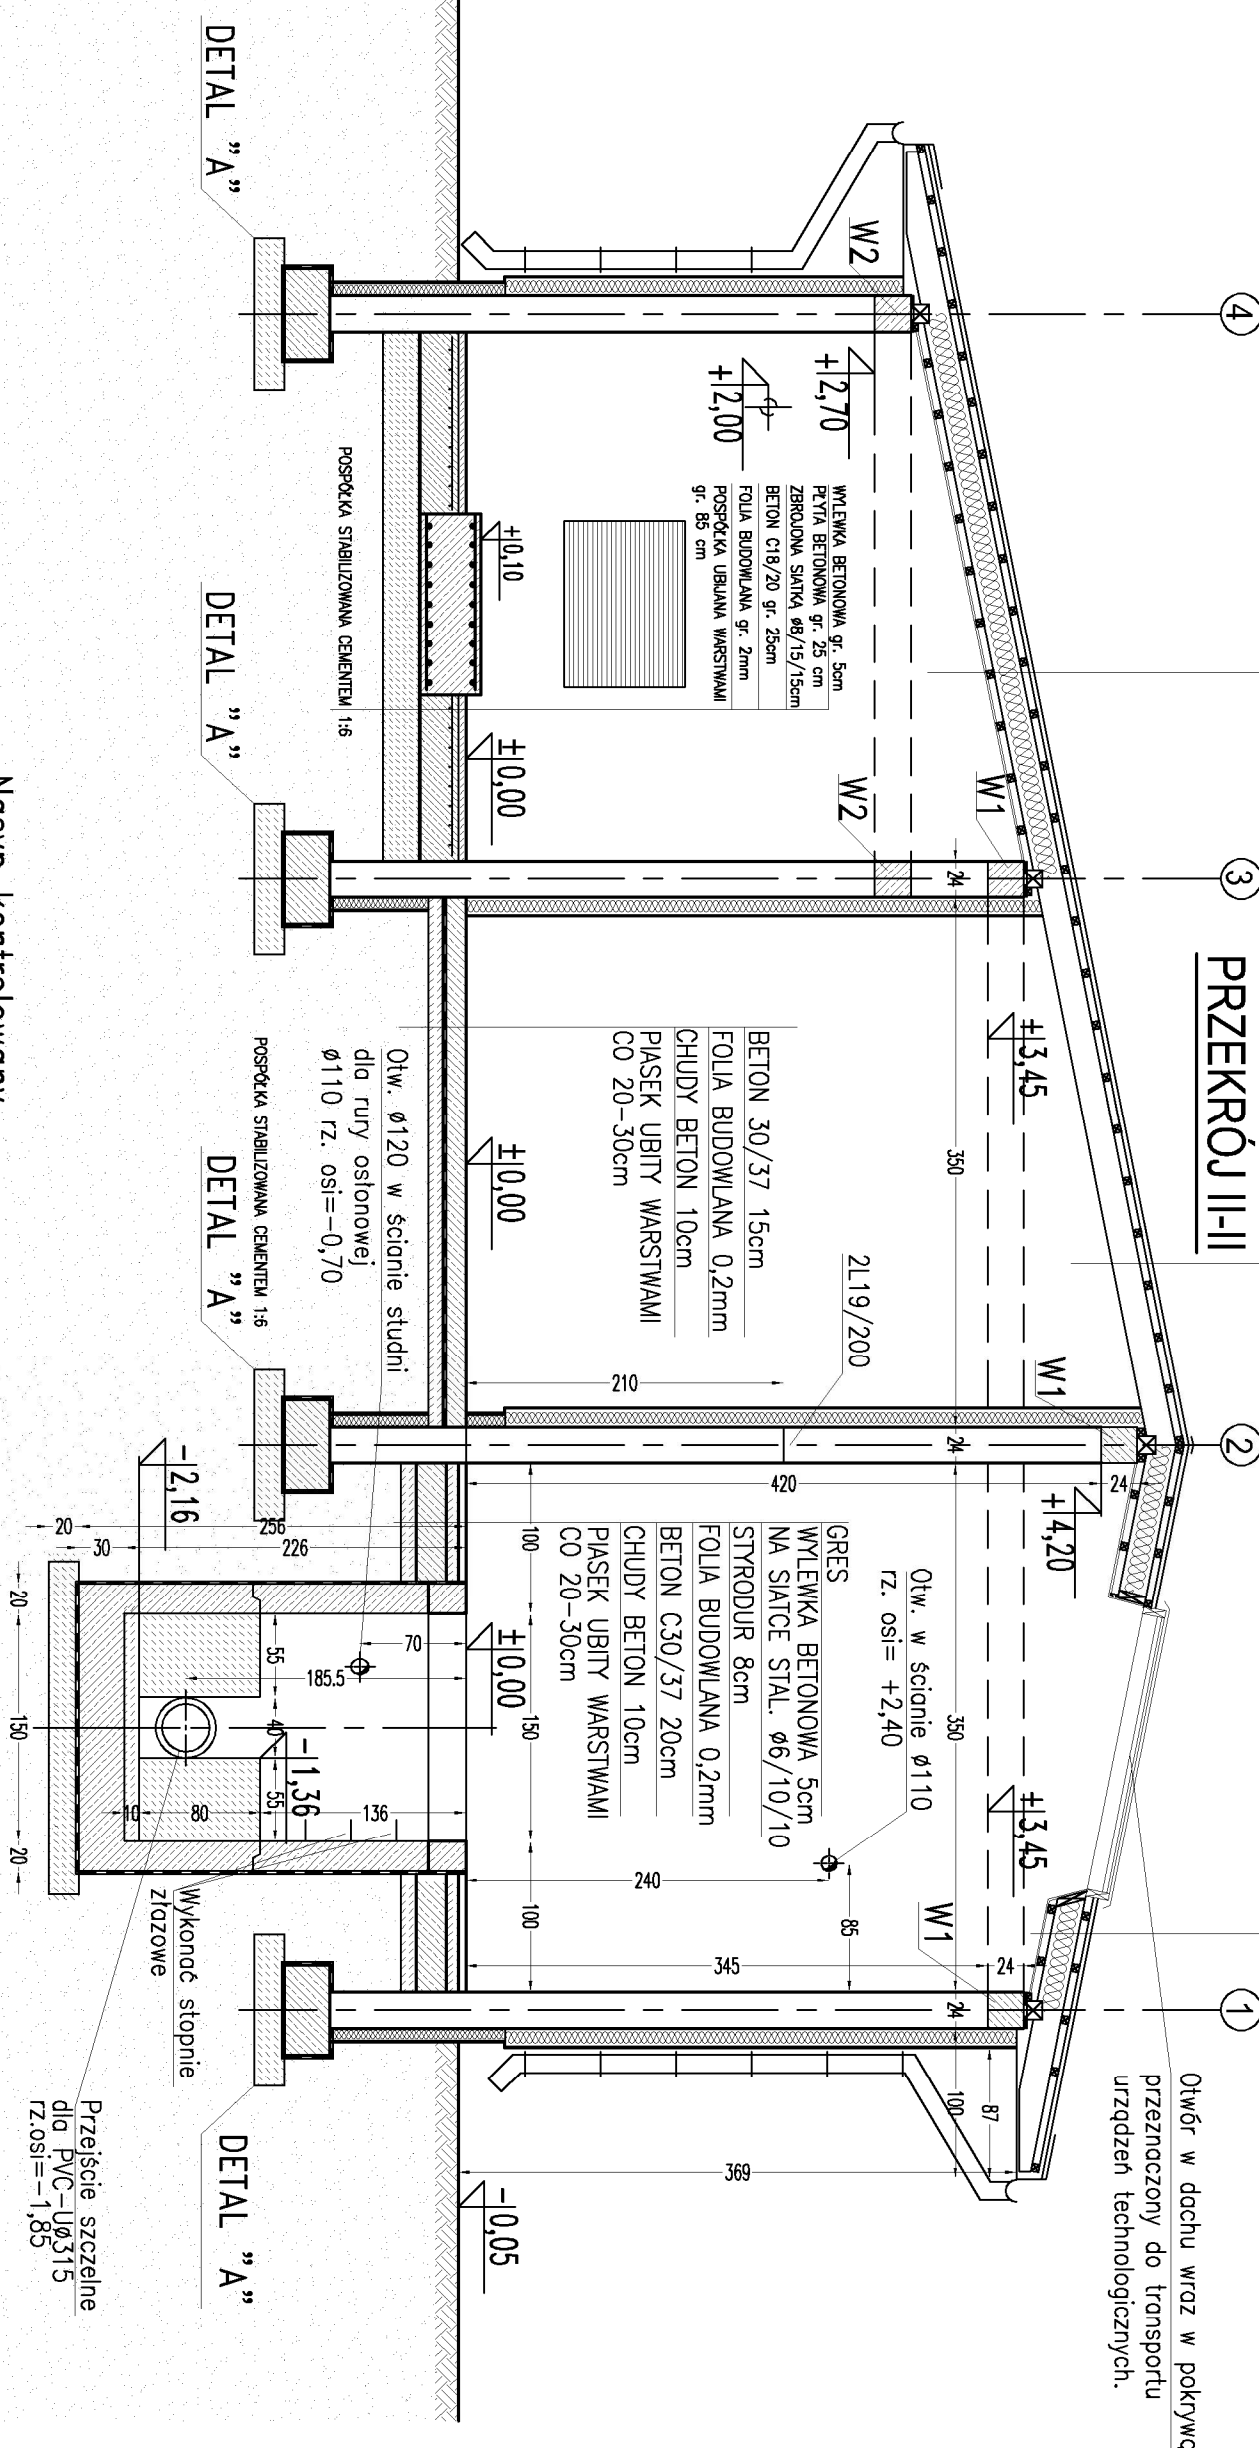 PRZEKRÓJ II-II
4
3
2
1
W2
+2,70
+2,00
WYLEWKA BETONOWA gr. 5cm
PŁYTA BETONOWA gr. 25 cm
ZBROJONA SIATKĄ ø8/15/15cm
BETON C18/20 gr. 25cm
FOLIA BUDOWLANA gr. 2mm
POSPÓŁKA UBIJANA WARSTWAMI
gr. 85 cm
+0,10
±0,00
POSPÓŁKA STABILIZOWANA CEMENTEM 1:6
DETAL "A"
DETAL "A"
W1
W2
24
±3,45
350
BETON 30/37 15cm
FOLIA BUDOWLANA 0,2mm
CHUDY BETON 10cm
PIASEK UBITY WARSTWAMI
CO 20-30cm
±0,00
Otw. ø120 w ścianie studni
dla rury osłonowej
ø110 rz. osi=-0,70
POSPÓŁKA STABILIZOWANA CEMENTEM 1:6
DETAL "A"
2L19/200
210
W1
24
420
24
+4,20
Otw. w ścianie ø110
rz. osi= +2,40
GRES
WYLEWKA BETONOWA 5cm
NA SIATCE STAL. ø6/10/10
STYRODUR 8cm
FOLIA BUDOWLANA 0,2mm
BETON C30/37 20cm
CHUDY BETON 10cm
PIASEK UBITY WARSTWAMI
CO 20-30cm
350
±3,45
W1
240
85
345
24
24
100
150
100
±0,00
70
185.5
-2,16
256
226
20
30
55
40
55
-1,36
10
80
136
20
150
20
Wykonać stopnie
złazowe
Przejście szczelne
dla PVC-Uø315
rz.osi=-1,85
DETAL "A"
100
87
369
-0,05
Otwór w dachu wraz w pokrywą
przeznaczony do transportu
urządzeń technologicznych.